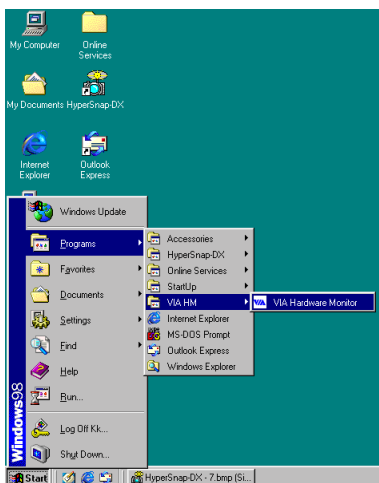 My Computer
Online Services
My Documents
HyperSnap-DX
Internet Explorer
Outlook Express
Windows Update
Programs
Favorites
Documents
Settings
Find
Help
Run...
Log Off Kk...
Shut Down...
Windows98
Accessories
HyperSnap-DX
Online Services
StartUp
VIA HM
Internet Explorer
MS-DOS Prompt
Outlook Express
Windows Explorer
VIA
VIA Hardware Monitor
Start
HyperSnap-DX - 7.bmp (Si...